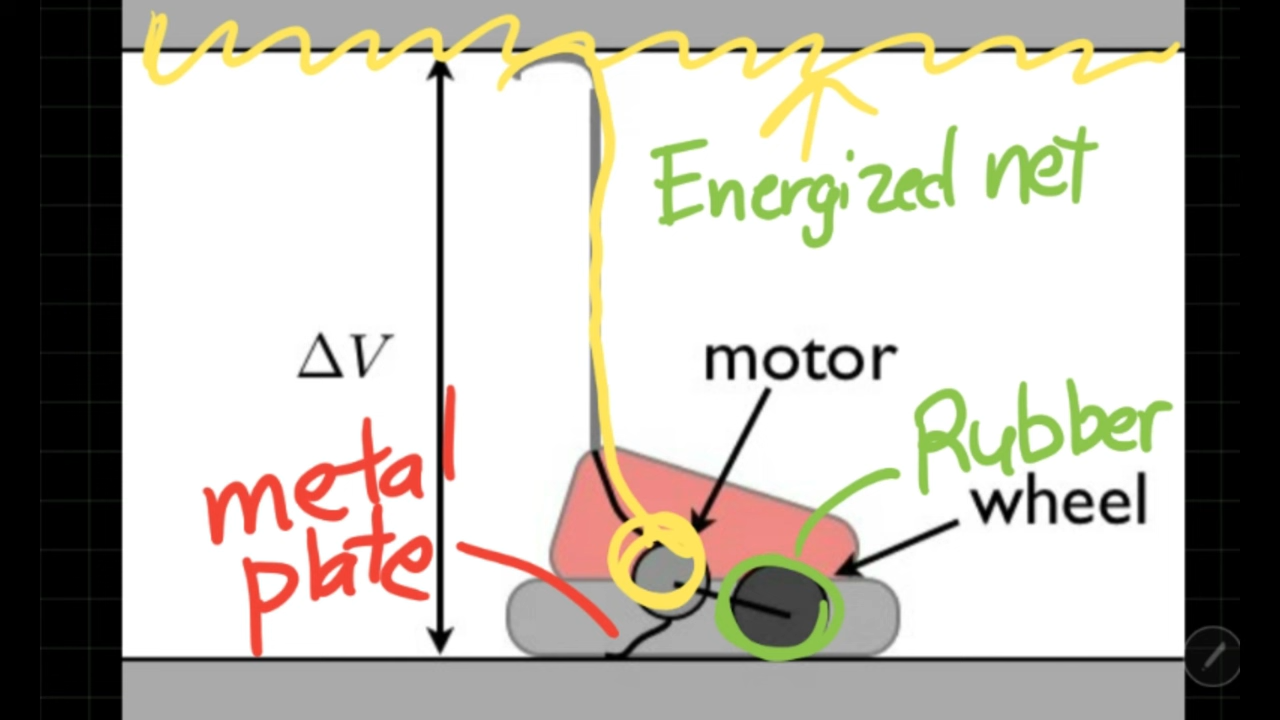 Energized net
ΔV
motor
Rubber
wheel
metal
plate